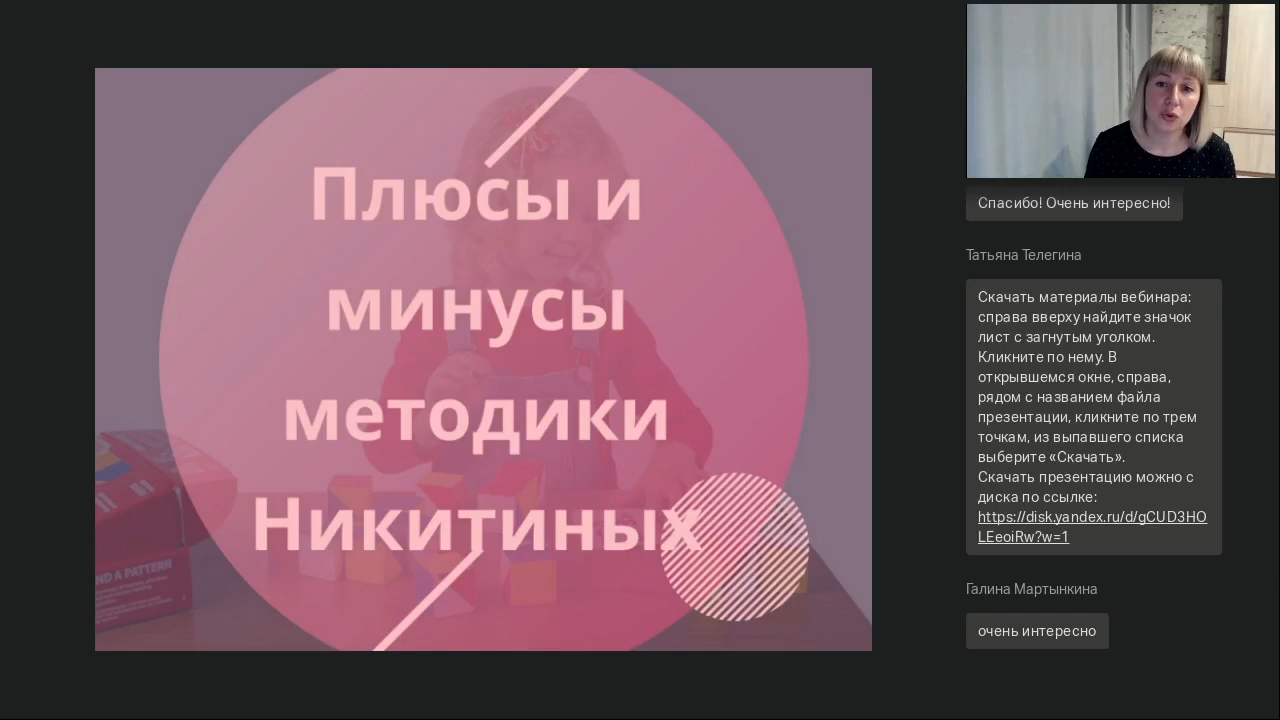 Плюсы и
минусы
методики
Никитиных
ND A PATTERN
Спасибо! Очень интересно!
Татьяна Телегина
Скачать материалы вебинара:
справа вверху найдите значок
лист с загнутым уголком.
Кликните по нему. В
открывшемся окне, справа,
рядом с названием файла
презентации, кликните по трем
точкам, из выпавшего списка
выберите «Скачать».
Скачать презентацию можно с
диска по ссылке:
https://disk.yandex.ru/d/gCUD3HO
LEeoiRw?w=1
Галина Мартынкина
очень интересно